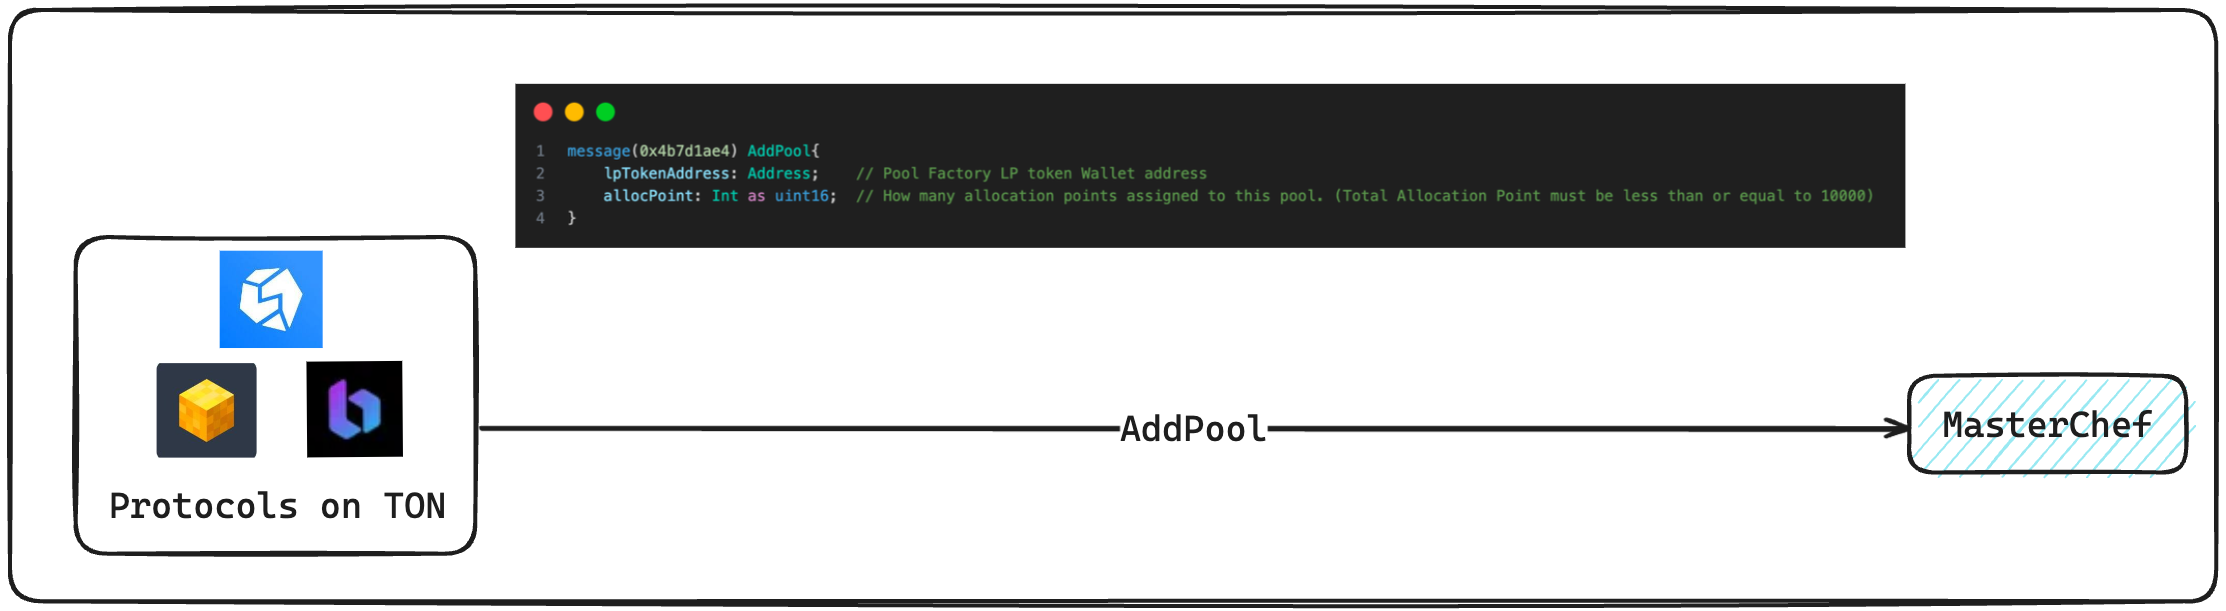 1 message(0x4b7d1ae4) AddPool{
2 lpTokenAddress: Address; // Pool Factory LP token Wallet address
3 allocPoint: Int as uint16; // How many allocation points assigned to this pool. (Total Allocation Point must be less than or equal to 10000)
4 }
AddPool
MasterChef
Protocols on TON